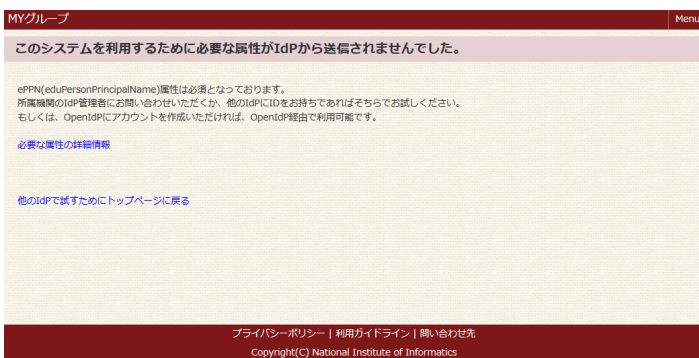 MYグループ Menu
このシステムを利用するために必要な属性がIdPから送信されませんでした。
ePPN(eduPersonPrincipalName)属性は必須となっております。
所属機関のIdP管理者にお問い合わせいただくか、他のIdPにIDをお持ちであればそちらでお試しください。
もしくは、OpenIdPにアカウントを作成いただければ、OpenIdP経由で利用可能です。
必要な属性の詳細情報
他のIdPで試すためにトップページに戻る
プライバシーポリシー | 利用ガイドライン | 問い合わせ先
Copyright(C) National Institute of Informatics